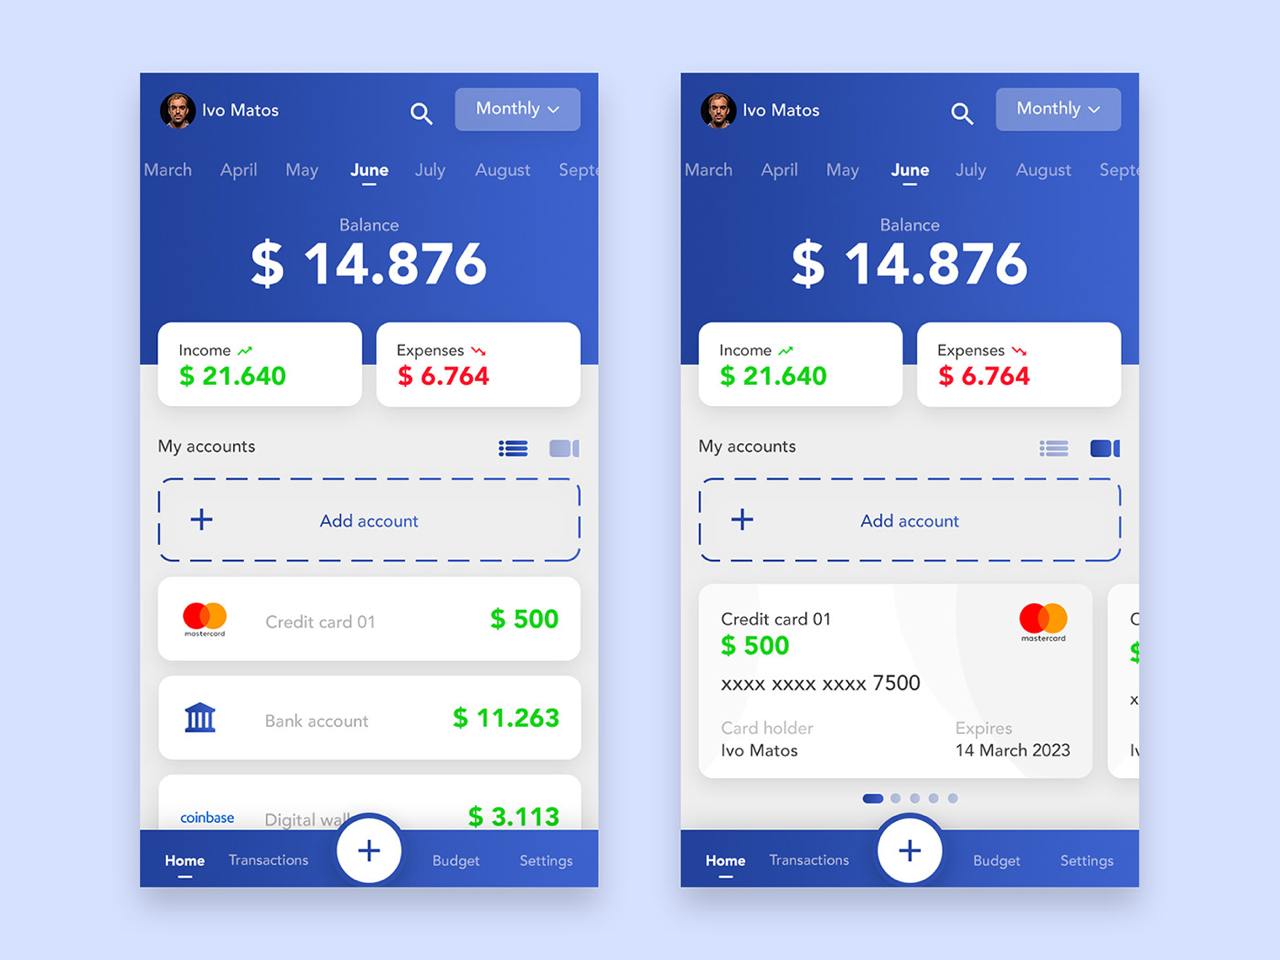 Ivo Matos
Monthly
March April May June July August Septe
Balance
$ 14.876
Income
$ 21.640
Expenses
$ 6.764
My accounts
+ Add account
mastercard
Credit card 01
$ 500
Bank account
$ 11.263
coinbase
Digital wall
$ 3.113
Home Transactions + Budget Settings
Ivo Matos
Monthly
March April May June July August Septe
Balance
$ 14.876
Income
$ 21.640
Expenses
$ 6.764
My accounts
+ Add account
Credit card 01
$ 500
mastercard
xxxx xxxx xxxx 7500
Card holder
Ivo Matos
Expires
14 March 2023
C
$
x
Iv
Home Transactions + Budget Settings